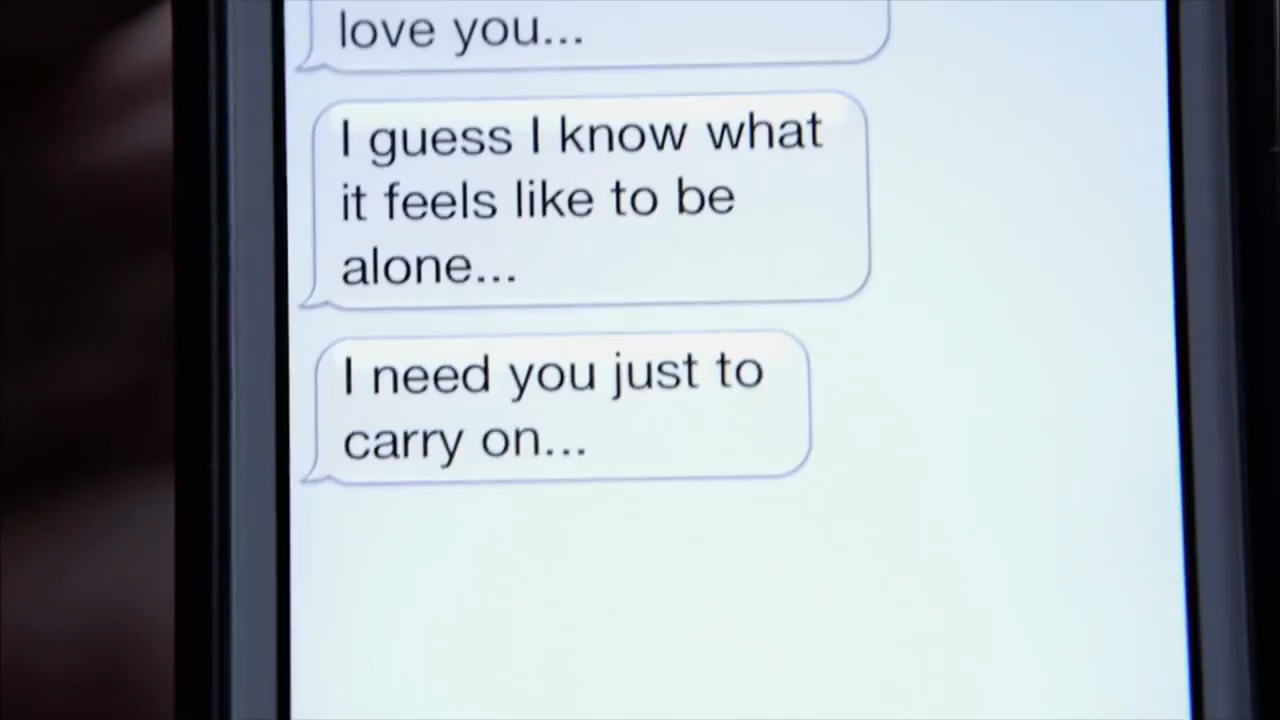 love you...
I guess I know what
it feels like to be
alone...
I need you just to
carry on...